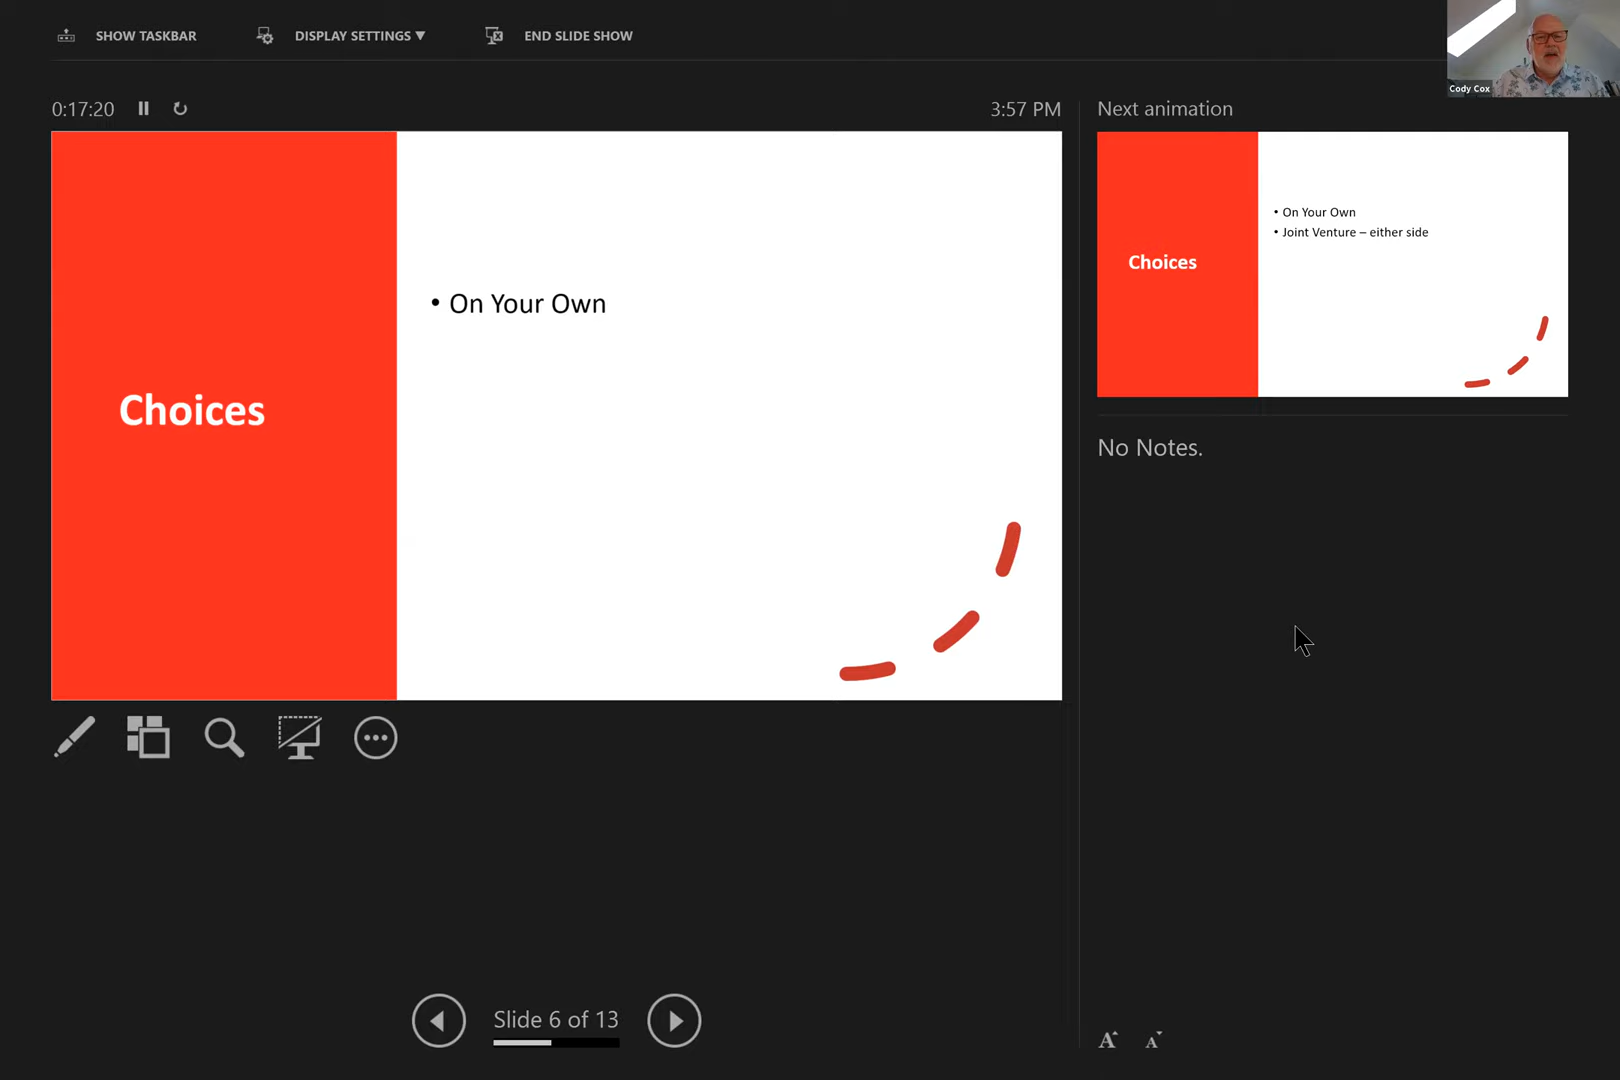 SHOW TASKBAR
DISPLAY SETTINGS ▼
END SLIDE SHOW
Cody Cox
0:17:20
3:57 PM
Next animation
Choices
• On Your Own
Choices
• On Your Own
• Joint Venture – either side
No Notes.
Slide 6 of 13
A
A